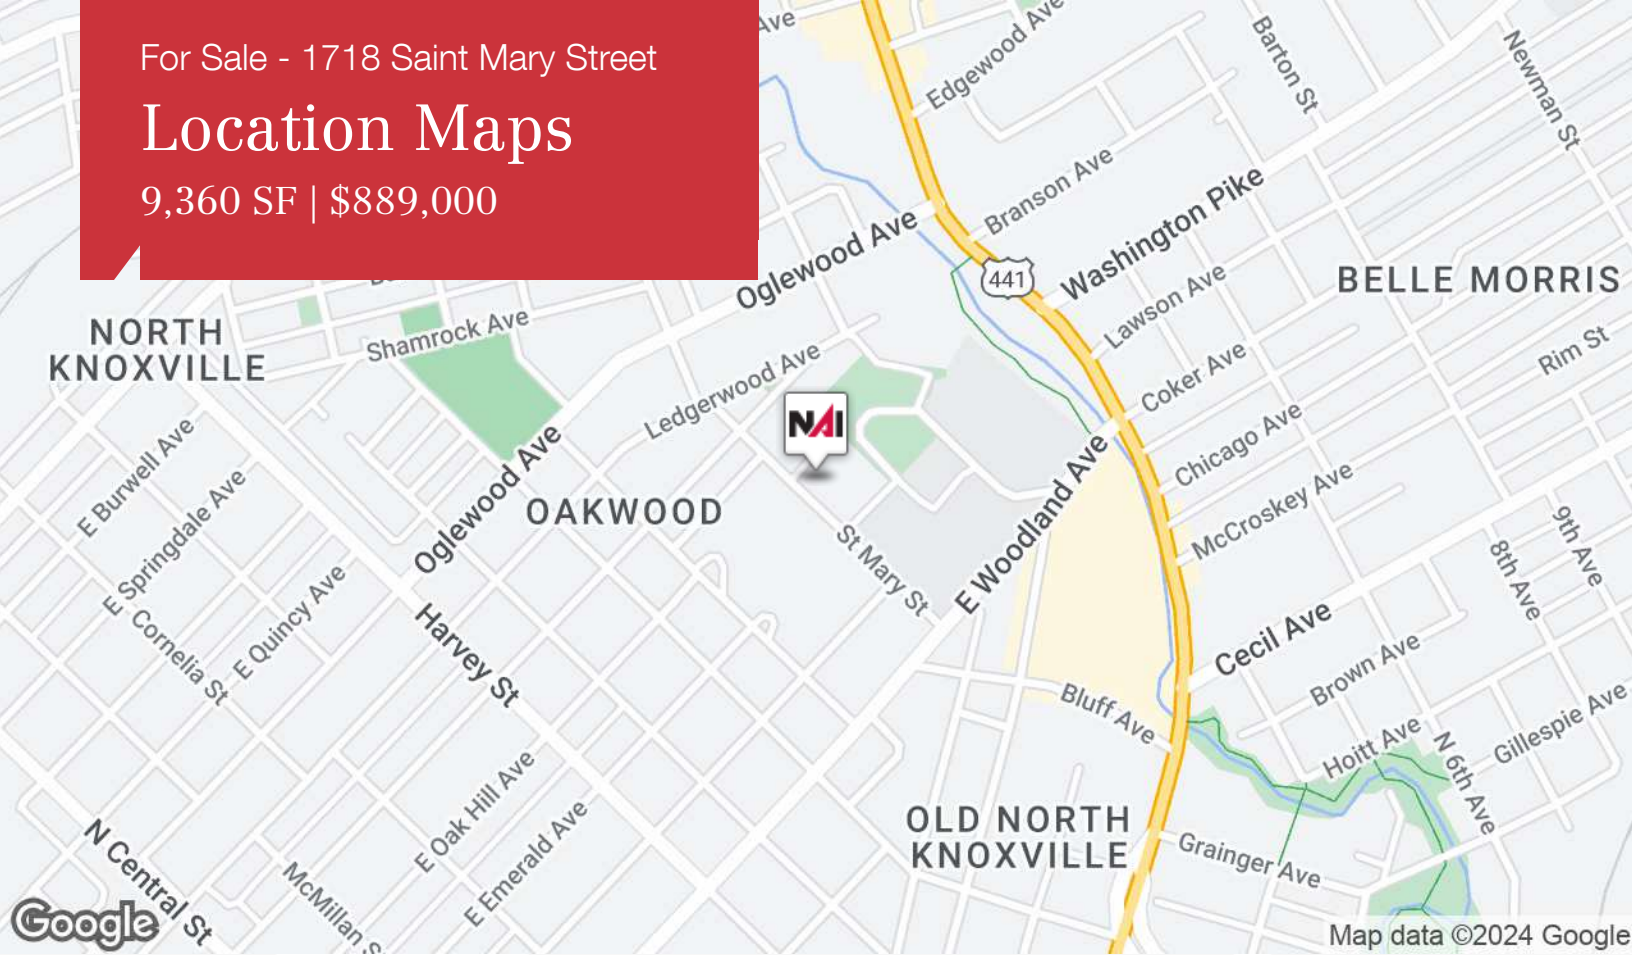 For Sale - 1718 Saint Mary Street
Location Maps
9,360 SF | $889,000
Ave
Edgewood Ave
Barton St
Newman St
Branson Ave
Washington Pike
Oglewood Ave
441
Lawson Ave
BELLE MORRIS
NORTH
KNOXVILLE
Shamrock Ave
Ledgerwood Ave
Coker Ave
Rim St
NAI
Chicago Ave
E Burwell Ave
Oglewood Ave
E Woodland Ave
McCroskey Ave
E Springdale Ave
OAKWOOD
St Mary St
9th Ave
8th Ave
E Quincy Ave
Cornelia St
Harvey St
Cecil Ave
Brown Ave
Bluff Ave
Hoitt Ave
N 6th Ave
Gillespie Ave
E Oak Hill Ave
E Emerald Ave
OLD NORTH
KNOXVILLE
Grainger Ave
N Central St
McMillan S
Google
Map data ©2024 Google